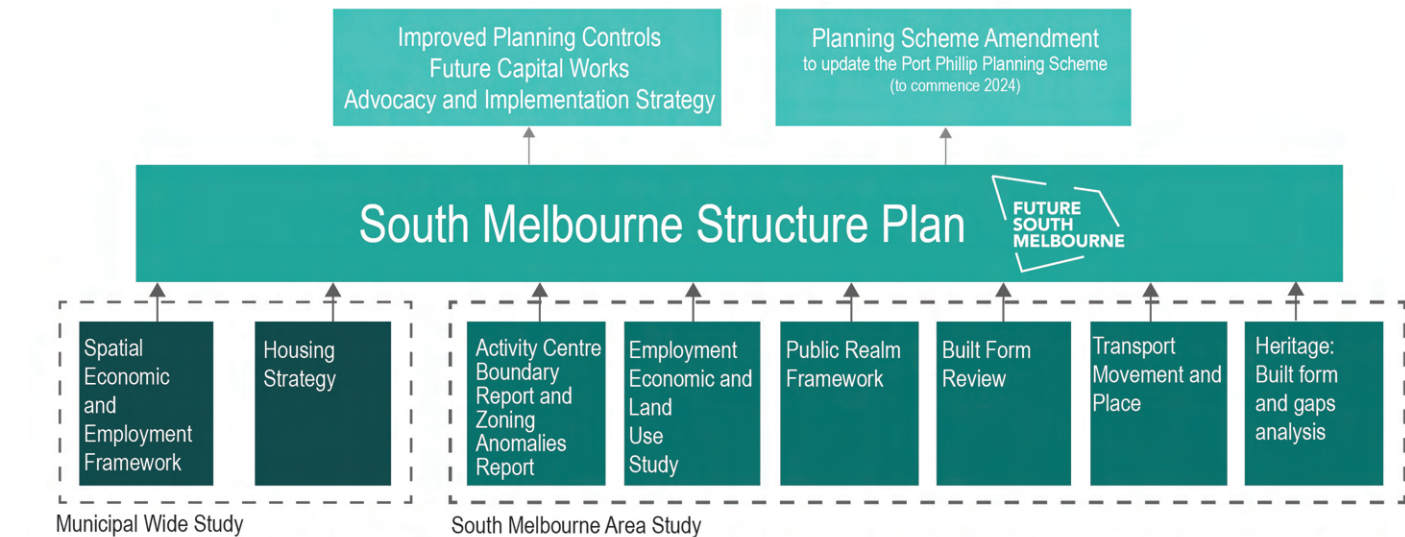 Improved Planning Controls
Future Capital Works
Advocacy and Implementation Strategy
Planning Scheme Amendment
to update the Port Phillip Planning Scheme
(to commence 2024)
South Melbourne Structure Plan
FUTURE
SOUTH
MELBOURNE
Spatial
Economic
and
Employment
Framework
Housing
Strategy
Activity Centre
Boundary
Report and
Zoning
Anomalies
Report
Employment
Economic and
Land
Use
Study
Public Realm
Framework
Built Form
Review
Transport
Movement and
Place
Heritage:
Built form
and gaps
analysis
Municipal Wide Study
South Melbourne Area Study